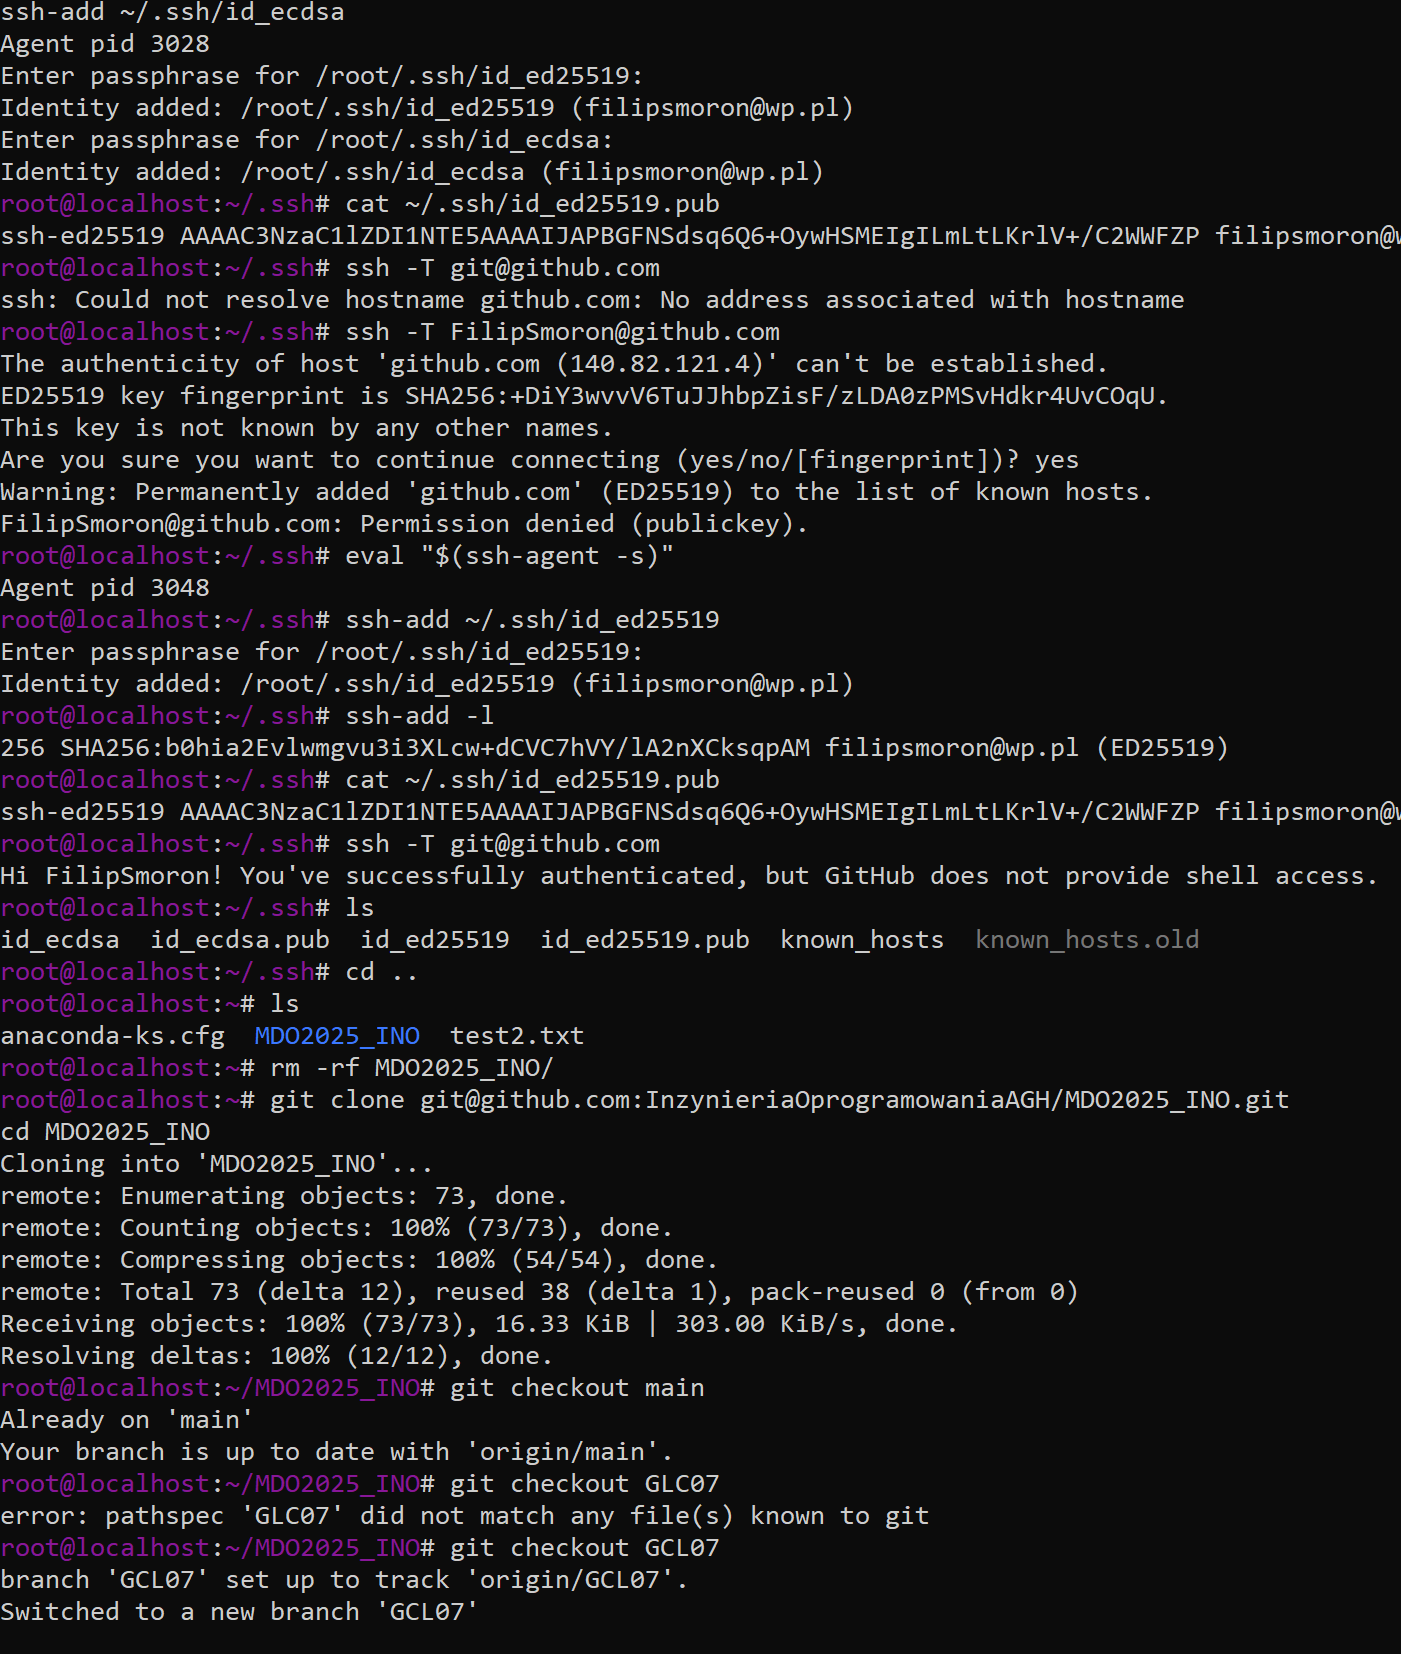 ssh-add ~/.ssh/id_ecdsa
Agent pid 3028
Enter passphrase for /root/.ssh/id_ed25519:
Identity added: /root/.ssh/id_ed25519 (filipsmoron@wp.pl)
Enter passphrase for /root/.ssh/id_ecdsa:
Identity added: /root/.ssh/id_ecdsa (filipsmoron@wp.pl)
root@localhost:~/.ssh# cat ~/.ssh/id_ed25519.pub
ssh-ed25519 AAAAC3NzaC1lZDI1NTE5AAAAIJAPBGFNSdsq6Q6+OywHSMEIgILmLtLKrlV+/C2WWFZP filipsmoron@w
root@localhost:~/.ssh# ssh -T git@github.com
ssh: Could not resolve hostname github.com: No address associated with hostname
root@localhost:~/.ssh# ssh -T FilipSmoron@github.com
The authenticity of host 'github.com (140.82.121.4)' can't be established.
ED25519 key fingerprint is SHA256:+DiY3wvvV6TuJJhbpZisF/zLDA0zPMSvHdkr4UvCOqU.
This key is not known by any other names.
Are you sure you want to continue connecting (yes/no/[fingerprint])? yes
Warning: Permanently added 'github.com' (ED25519) to the list of known hosts.
FilipSmoron@github.com: Permission denied (publickey).
root@localhost:~/.ssh# eval "$(ssh-agent -s)"
Agent pid 3048
root@localhost:~/.ssh# ssh-add ~/.ssh/id_ed25519
Enter passphrase for /root/.ssh/id_ed25519:
Identity added: /root/.ssh/id_ed25519 (filipsmoron@wp.pl)
root@localhost:~/.ssh# ssh-add -l
256 SHA256:b0hia2Evlwmgvu3i3XLcw+dCVC7hVY/lA2nXCksqpAM filipsmoron@wp.pl (ED25519)
root@localhost:~/.ssh# cat ~/.ssh/id_ed25519.pub
ssh-ed25519 AAAAC3NzaC1lZDI1NTE5AAAAIJAPBGFNSdsq6Q6+OywHSMEIgILmLtLKrlV+/C2WWFZP filipsmoron@w
root@localhost:~/.ssh# ssh -T git@github.com
Hi FilipSmoron! You've successfully authenticated, but GitHub does not provide shell access.
root@localhost:~/.ssh# ls
id_ecdsa  id_ecdsa.pub  id_ed25519  id_ed25519.pub  known_hosts  known_hosts.old
root@localhost:~/.ssh# cd ..
root@localhost:~# ls
anaconda-ks.cfg  MDO2025_INO  test2.txt
root@localhost:~# rm -rf MDO2025_INO/
root@localhost:~# git clone git@github.com:InzynieriaOprogramowaniaAGH/MDO2025_INO.git
cd MDO2025_INO
Cloning into 'MDO2025_INO'...
remote: Enumerating objects: 73, done.
remote: Counting objects: 100% (73/73), done.
remote: Compressing objects: 100% (54/54), done.
remote: Total 73 (delta 12), reused 38 (delta 1), pack-reused 0 (from 0)
Receiving objects: 100% (73/73), 16.33 KiB | 303.00 KiB/s, done.
Resolving deltas: 100% (12/12), done.
root@localhost:~/MDO2025_INO# git checkout main
Already on 'main'
Your branch is up to date with 'origin/main'.
root@localhost:~/MDO2025_INO# git checkout GLC07
error: pathspec 'GLC07' did not match any file(s) known to git
root@localhost:~/MDO2025_INO# git checkout GCL07
branch 'GCL07' set up to track 'origin/GCL07'.
Switched to a new branch 'GCL07'